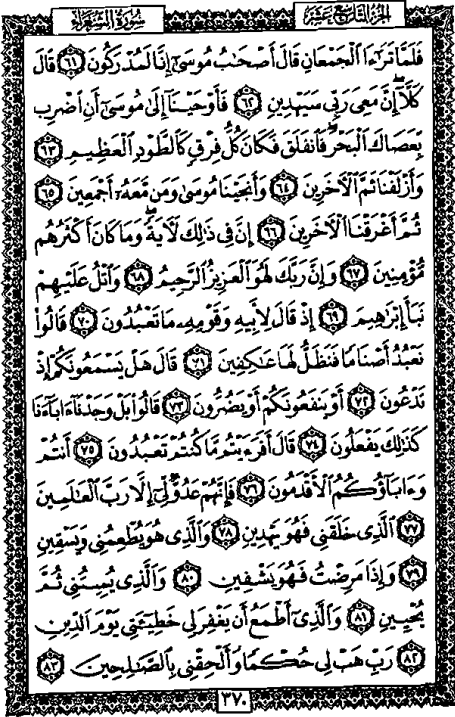 الجزء التاسع عشر
سورة الشعراء
فَلَمَّا تَرَٰٓءَا ٱلْجَمْعَانِ قَالَ أَصْحَٰبُ مُوسَىٰٓ إِنَّا لَمُدْرَكُونَ ٦١ قَالَ
كَلَّآ إِنَّ مَعِىَ رَبِّى سَيَهْدِينِ ٦٢ فَأَوْحَيْنَآ إِلَىٰ مُوسَىٰٓ أَنِ ٱضْرِب
بِّعَصَاكَ ٱلْبَحْرَ ۖ فَٱنفَلَقَ فَكَانَ كُلُّ فِرْقٍ كَٱلطَّوْدِ ٱلْعَظِيمِ ٦٣
وَأَزْلَفْنَا ثَمَّ ٱلْأَخَرِينَ ٦٤ وَأَنجَيْنَا مُوسَىٰ وَمَن مَّعَهُۥٓ أَجْمَعِينَ ٦٥
ثُمَّ أَغْرَقْنَا ٱلْأَخَرِينَ ٦٦ إِنَّ فِى ذَٰلِكَ لَأَيَةً ۖ وَمَا كَانَ أَكْثَرُهُم
مُّؤْمِنِينَ ٦٧ وَإِنَّ رَبَّكَ لَهُوَ ٱلْعَزِيزُ ٱلرَّحِيمُ ٦٨ وَٱتْلُ عَلَيْهِمْ
نَبَأَ إِبْرَٰهِيمَ ٦٩ إِذْ قَالَ لِأَبِيهِ وَقَوْمِهِۦ مَا تَعْبُدُونَ ٧٠ قَالُوا۟
نَعْبُدُ أَصْنَامًا فَنَظَلُّ لَهَا عَٰكِفِينَ ٧١ قَالَ هَلْ يَسْمَعُونَكُمْ إِذْ
تَدْعُونَ ٧٢ أَوْ يَنفَعُونَكُمْ أَوْ يَضُرُّونَ ٧٣ قَالُوا۟ بَلْ وَجَدْنَآ ءَابَآءَنَا
كَذَٰلِكَ يَفْعَلُونَ ٧٤ قَالَ أَفَرَءَيْتُم مَّا كُنتُمْ تَعْبُدُونَ ٧٥ أَنتُمْ
وَءَابَآؤُكُمُ ٱلْأَقْدَمُونَ ٧٦ فَإِنَّهُمْ عَدُوٌّ لِّىٓ إِلَّا رَبَّ ٱلْعَٰلَمِينَ
٧٧ ٱلَّذِى خَلَقَنِى فَهُوَ يَهْدِينِ ٧٨ وَٱلَّذِى هُوَ يُطْعِمُنِى وَيَسْقِينِ
٧٩ وَإِذَا مَرِضْتُ فَهُوَ يَشْفِينِ ٨٠ وَٱلَّذِى يُمِيتُنِى ثُمَّ
يُحْيِينِ ٨١ وَٱلَّذِىٓ أَطْمَعُ أَن يَغْفِرَ لِى خَطِيٓـَٔتِى يَوْمَ ٱلدِّينِ
٨٢ رَبِّ هَبْ لِى حُكْمًا وَأَلْحِقْنِى بِٱلصَّٰلِحِينَ ٨٣
٣٧٠